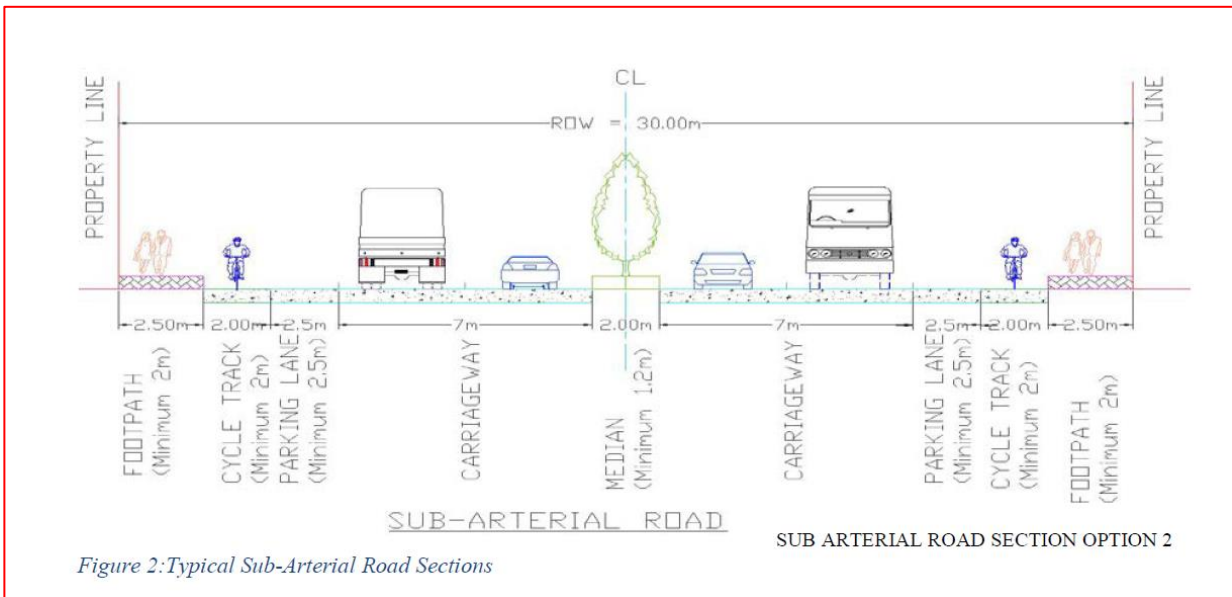 CL
PROPERTY LINE
ROW = 30.00m
PROPERTY LINE
2.50m
2.00m
2.5m
7m
2.00m
7m
2.5m
2.00m
2.50m
FOOTPATH
(Minimum 2m)
CYCLE TRACK
(Minimum 2m)
PARKING LANE
(Minimum 2.5m)
CARRIAGEWAY
MEDIAN
(Minimum 1.2m)
CARRIAGEWAY
PARKING LANE
(Minimum 2.5m)
CYCLE TRACK
(Minimum 2m)
FOOTPATH
(Minimum 2m)
SUB-ARTERIAL ROAD
SUB ARTERIAL ROAD SECTION OPTION 2
Figure 2:Typical Sub-Arterial Road Sections